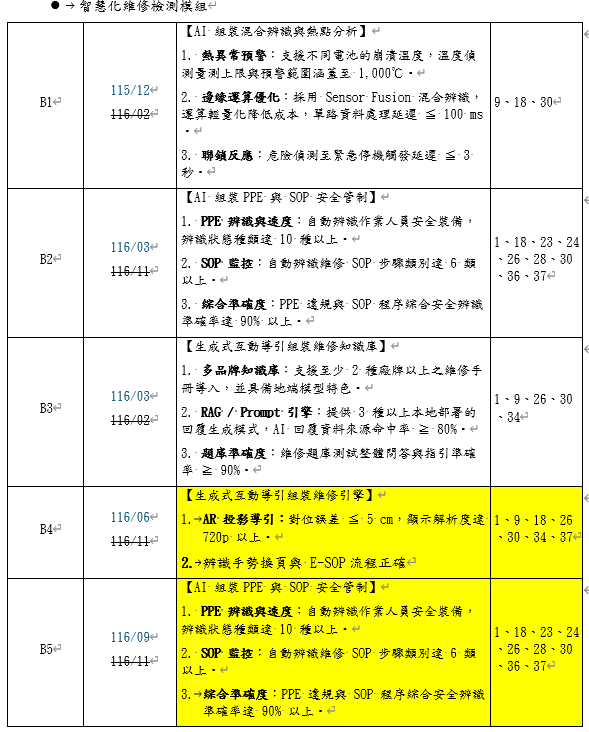 ● → 智慧化維修檢測模組
B1
115/12
116/02
【AI 組裝混合辨識與熱點分析】
1. 熱異常預警：支援不同電池的崩潰溫度，溫度偵
測量測上限與預警範圍涵蓋至 1,000℃。
2. 邊緣運算優化：採用 Sensor Fusion 混合辨識，
運算輕量化降低成本，單路資料處理延遲 ≦ 100 ms
。
3. 聯鎖反應：危險偵測至緊急停機觸發延遲 ≦ 3
秒。
9、18、30
B2
116/03
116/11
【AI 組裝 PPE 與 SOP 安全管制】
1. PPE 辨識與速度：自動辨識作業人員安全裝備，
辨識狀態種類達 10 種以上。
2. SOP 監控：自動辨識維修 SOP 步驟類別達 6 類
以上。
3. 綜合準確度：PPE 違規與 SOP 程序綜合安全辨識
準確率達 90% 以上。
1、18、23、24
、26、28、30
、36、37
B3
116/03
116/02
【生成式互動導引組裝維修知識庫】
1. 多品牌知識庫：支援至少 2 種廠牌以上之維修手
冊導入，並具備地端模型特色。
2. RAG / Prompt 引擎：提供 3 種以上本地部署的
回覆生成模式，AI 回覆資料來源命中率 ≧ 80%。
3. 題庫準確度：維修題庫測試整體問答與指引準確
率 ≧ 90%。
1、9、26、30
、34
B4
116/06
116/11
【生成式互動導引組裝維修引擎】
1.→AR 投影導引：對位誤差 ≦ 5 cm，顯示解析度達
720p 以上。
2.→辨識手勢換頁與 E-SOP 流程正確
1、9、18、26
、30、34、37
B5
116/09
116/11
【AI 組裝 PPE 與 SOP 安全管制】
1. PPE 辨識與速度：自動辨識作業人員安全裝備，
辨識狀態種類達 10 種以上。
2. SOP 監控：自動辨識維修 SOP 步驟類別達 6 類
以上。
3.→綜合準確度：PPE 違規與 SOP 程序綜合安全辨識
準確率達 90% 以上。
1、18、23、24
、26、28、30
、36、37